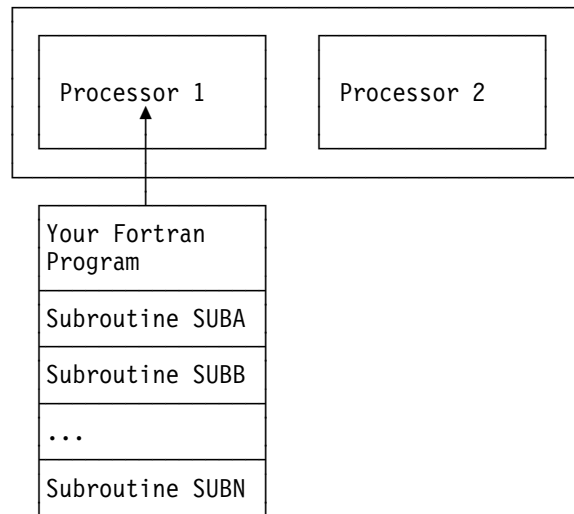 Processor 1
Processor 2
Your Fortran
Program
Subroutine SUBA
Subroutine SUBB
...
Subroutine SUBN